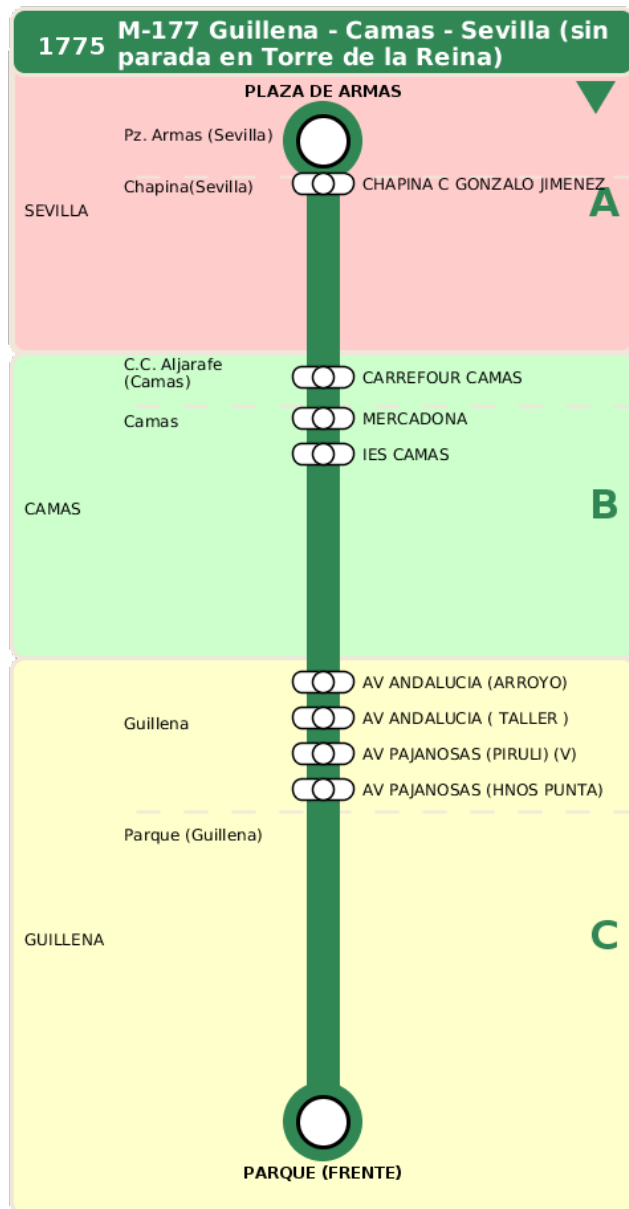 1775
M-177 Guillena - Camas - Sevilla (sin
parada en Torre de la Reina)
PLAZA DE ARMAS
Pz. Armas (Sevilla)
Chapina(Sevilla)
CHAPINA C GONZALO JIMENEZ
A
SEVILLA
C.C. Aljarafe
(Camas)
CARREFOUR CAMAS
Camas
MERCADONA
IES CAMAS
CAMAS
B
AV ANDALUCIA (ARROYO)
Guillena
AV ANDALUCIA ( TALLER )
AV PAJANOSAS (PIRULI) (V)
AV PAJANOSAS (HNOS PUNTA)
Parque (Guillena)
GUILLENA
C
PARQUE (FRENTE)